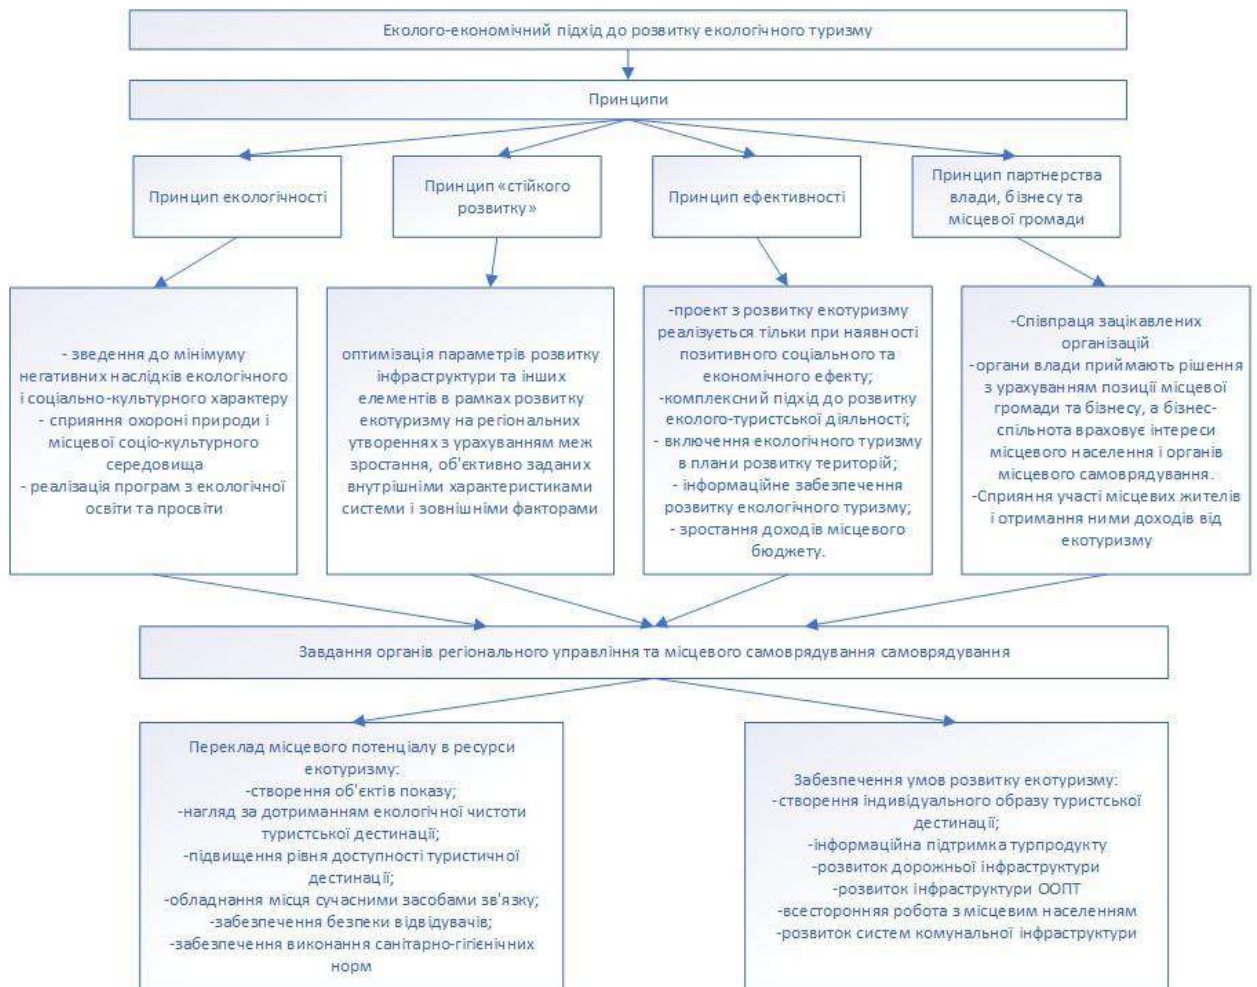 Еколого-економічний підхід до розвитку екологічного туризму
Принципи
Принцип екологічності
Принцип «стійкого
розвитку»
Принцип ефективності
Принцип партнерства
влади, бізнесу та
місцевої громади
- зведення до мінімуму
негативних наслідків екологічного
і соціально-культурного характеру
- сприяння охороні природи і
місцевої соціо-культурного
середовища
- реалізація програм з екологічної
освіти та просвіти
оптимізація параметрів розвитку
інфраструктури та інших
елементів в рамках розвитку
екотуризму на регіональних
утвореннях з урахуванням меж
зростання, об'єктивно заданих
внутрішніми характеристиками
системи і зовнішніми факторами
-проект з розвитку екотуризму
реалізується тільки при наявності
позитивного соціального та
економічного ефекту;
-комплексний підхід до розвитку
еколого-туристської діяльності;
- включення екологічного туризму
в плани розвитку територій;
- інформаційне забезпечення
розвитку екологічного туризму;
- зростання доходів місцевого
бюджету.
-Співпраця зацікавлених
організацій
-органи влади приймають рішення
з урахуванням позиції місцевої
громади та бізнесу, а бізнес-
спільнота враховує інтереси
місцевого населення і органів
місцевого самоврядування.
-Сприяння участі місцевих жителів
і отримання ними доходів від
екотуризму
Завдання органів регіонального управління та місцевого самоврядування самоврядування
Переклад місцевого потенціалу в ресурси
екотуризму:
-створення об'єктів показу;
-нагляд за дотриманням екологічної чистоти
туристської дестинації;
-підвищення рівня доступності туристичної
дестинації;
-обладнання місця сучасними засобами зв'язку;
-забезпечення безпеки відвідувачів;
-забезпечення виконання санітарно-гігієнічних
норм
Забезпечення умов розвитку екотуризму:
-створення індивідуального образу туристської
дестинації;
-інформаційна підтримка турпродукту
-розвиток дорожньої інфраструктури
-розвиток інфраструктури ООПТ
-всесторонняя робота з місцевим населенням
-розвиток систем комунальної інфраструктури